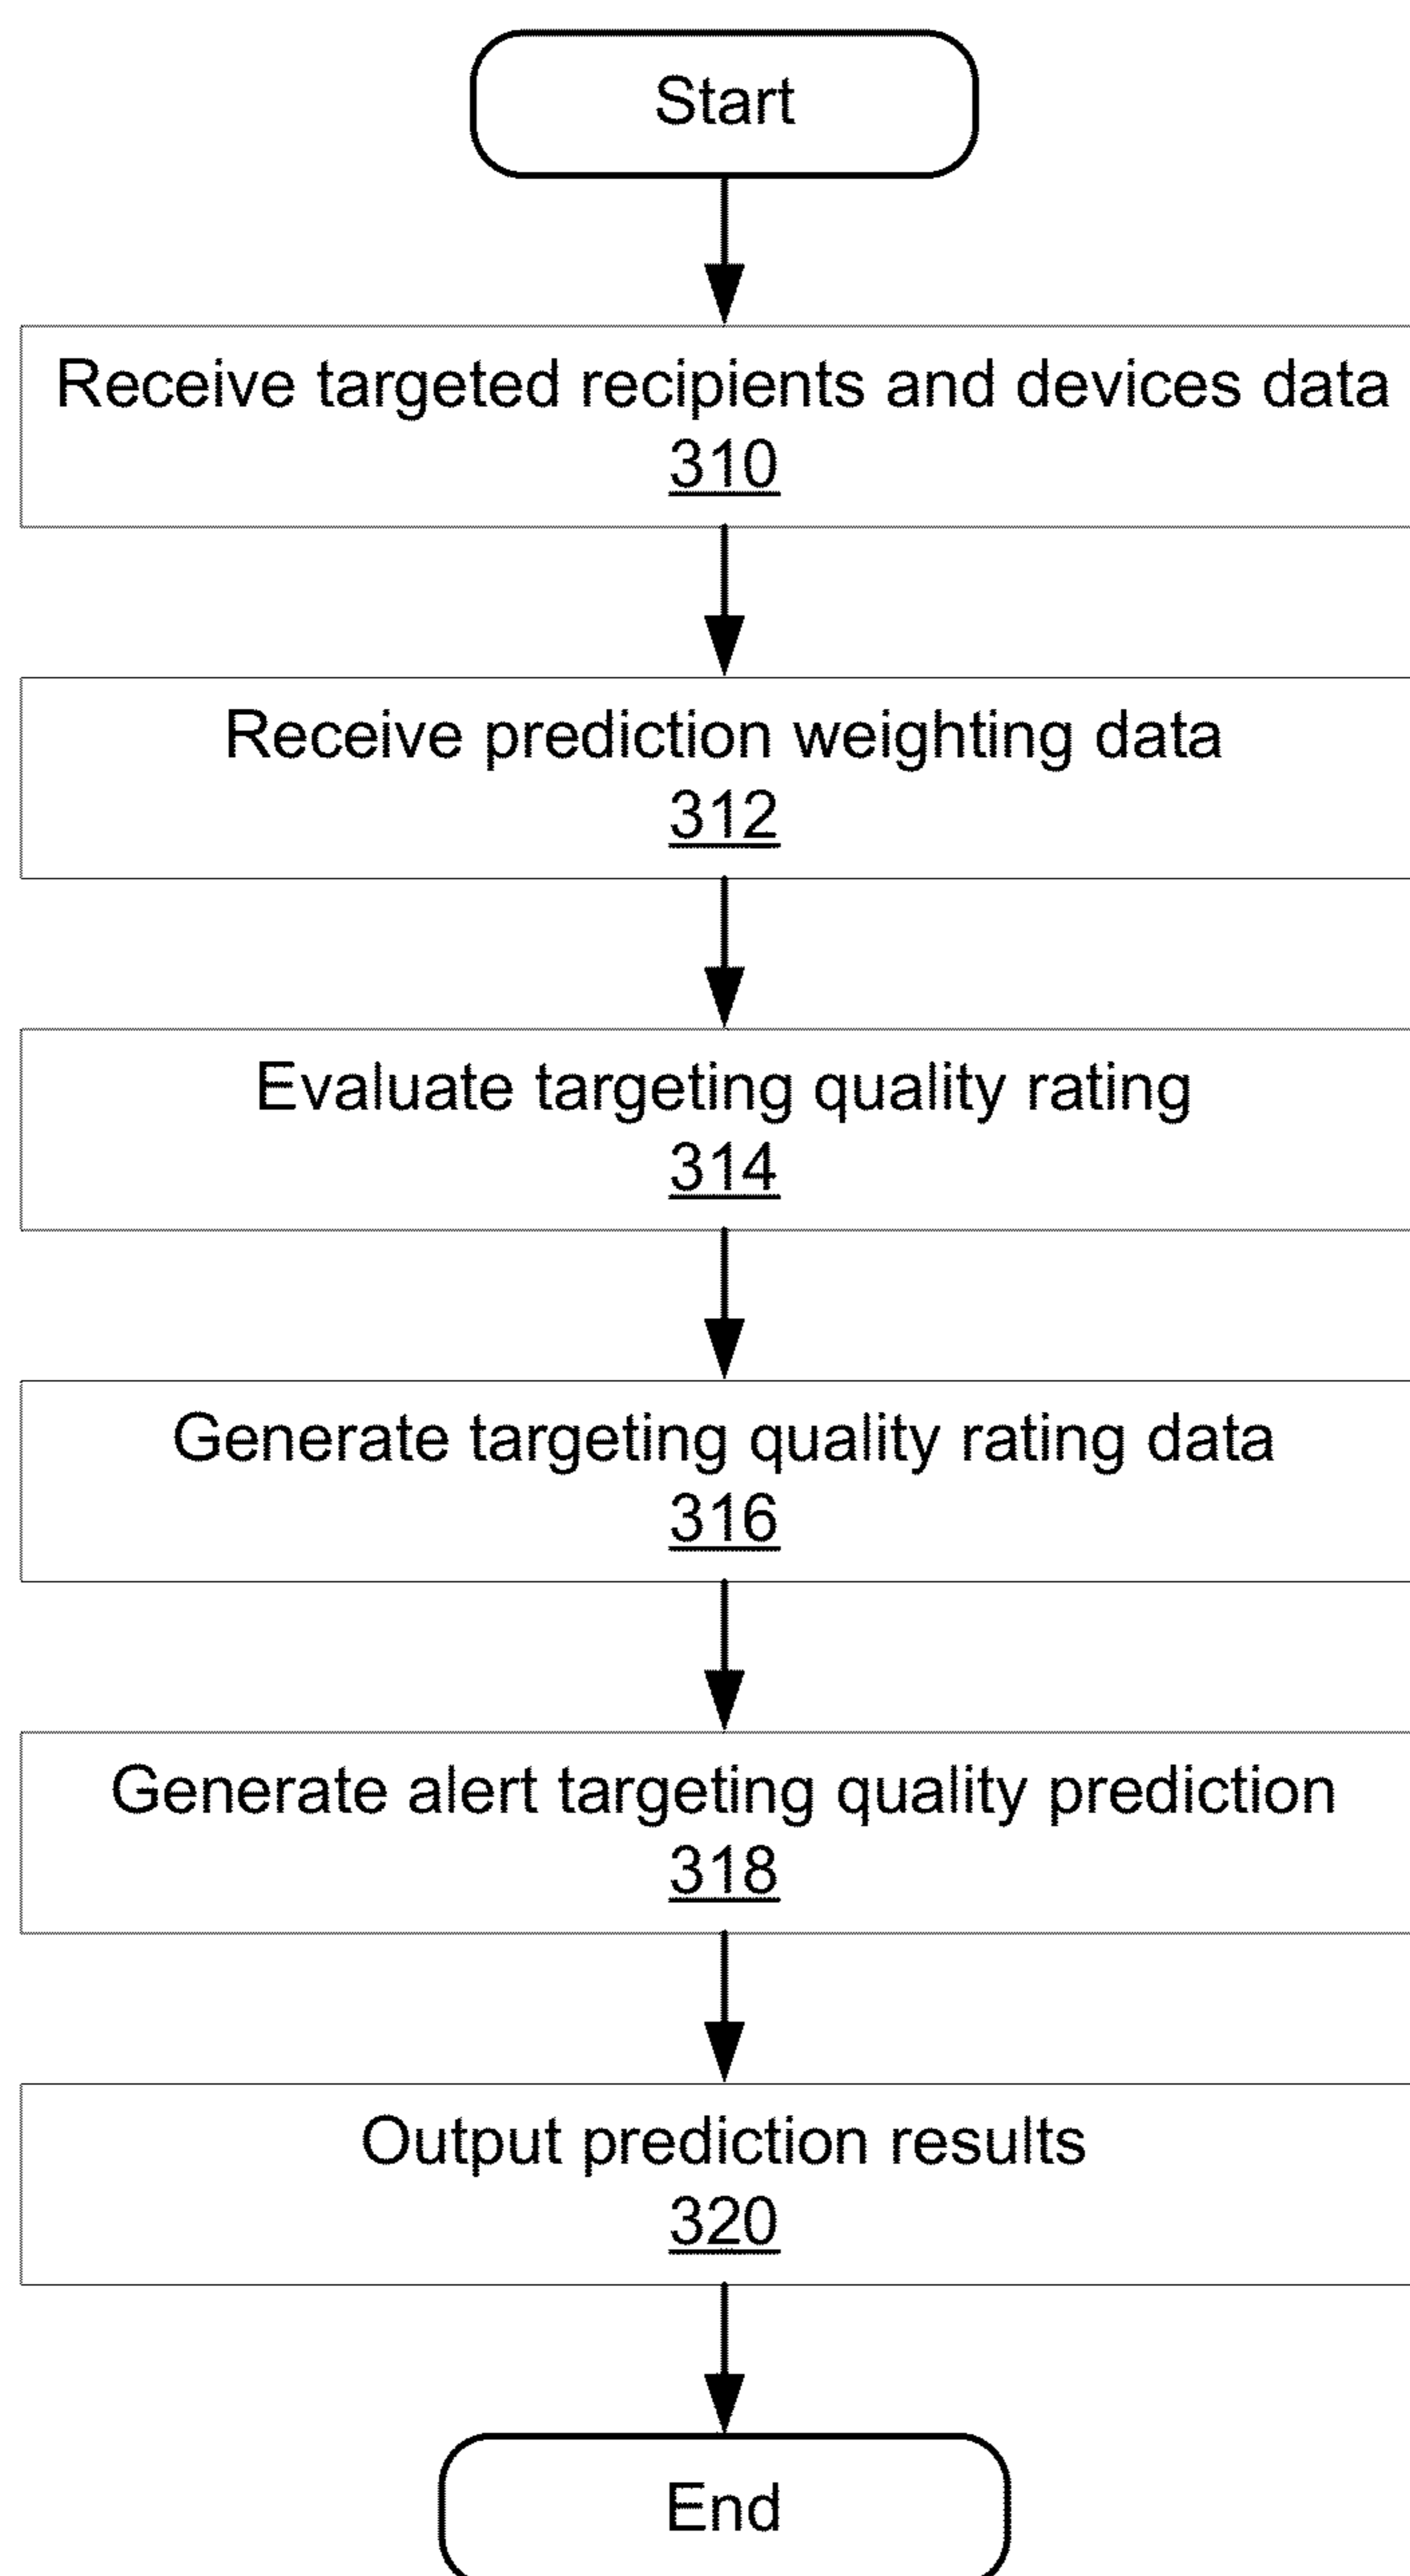 Start
Receive targeted recipients and devices data
310
Receive prediction weighting data
312
Evaluate targeting quality rating
314
Generate targeting quality rating data
316
Generate alert targeting quality prediction
318
Output prediction results
320
End